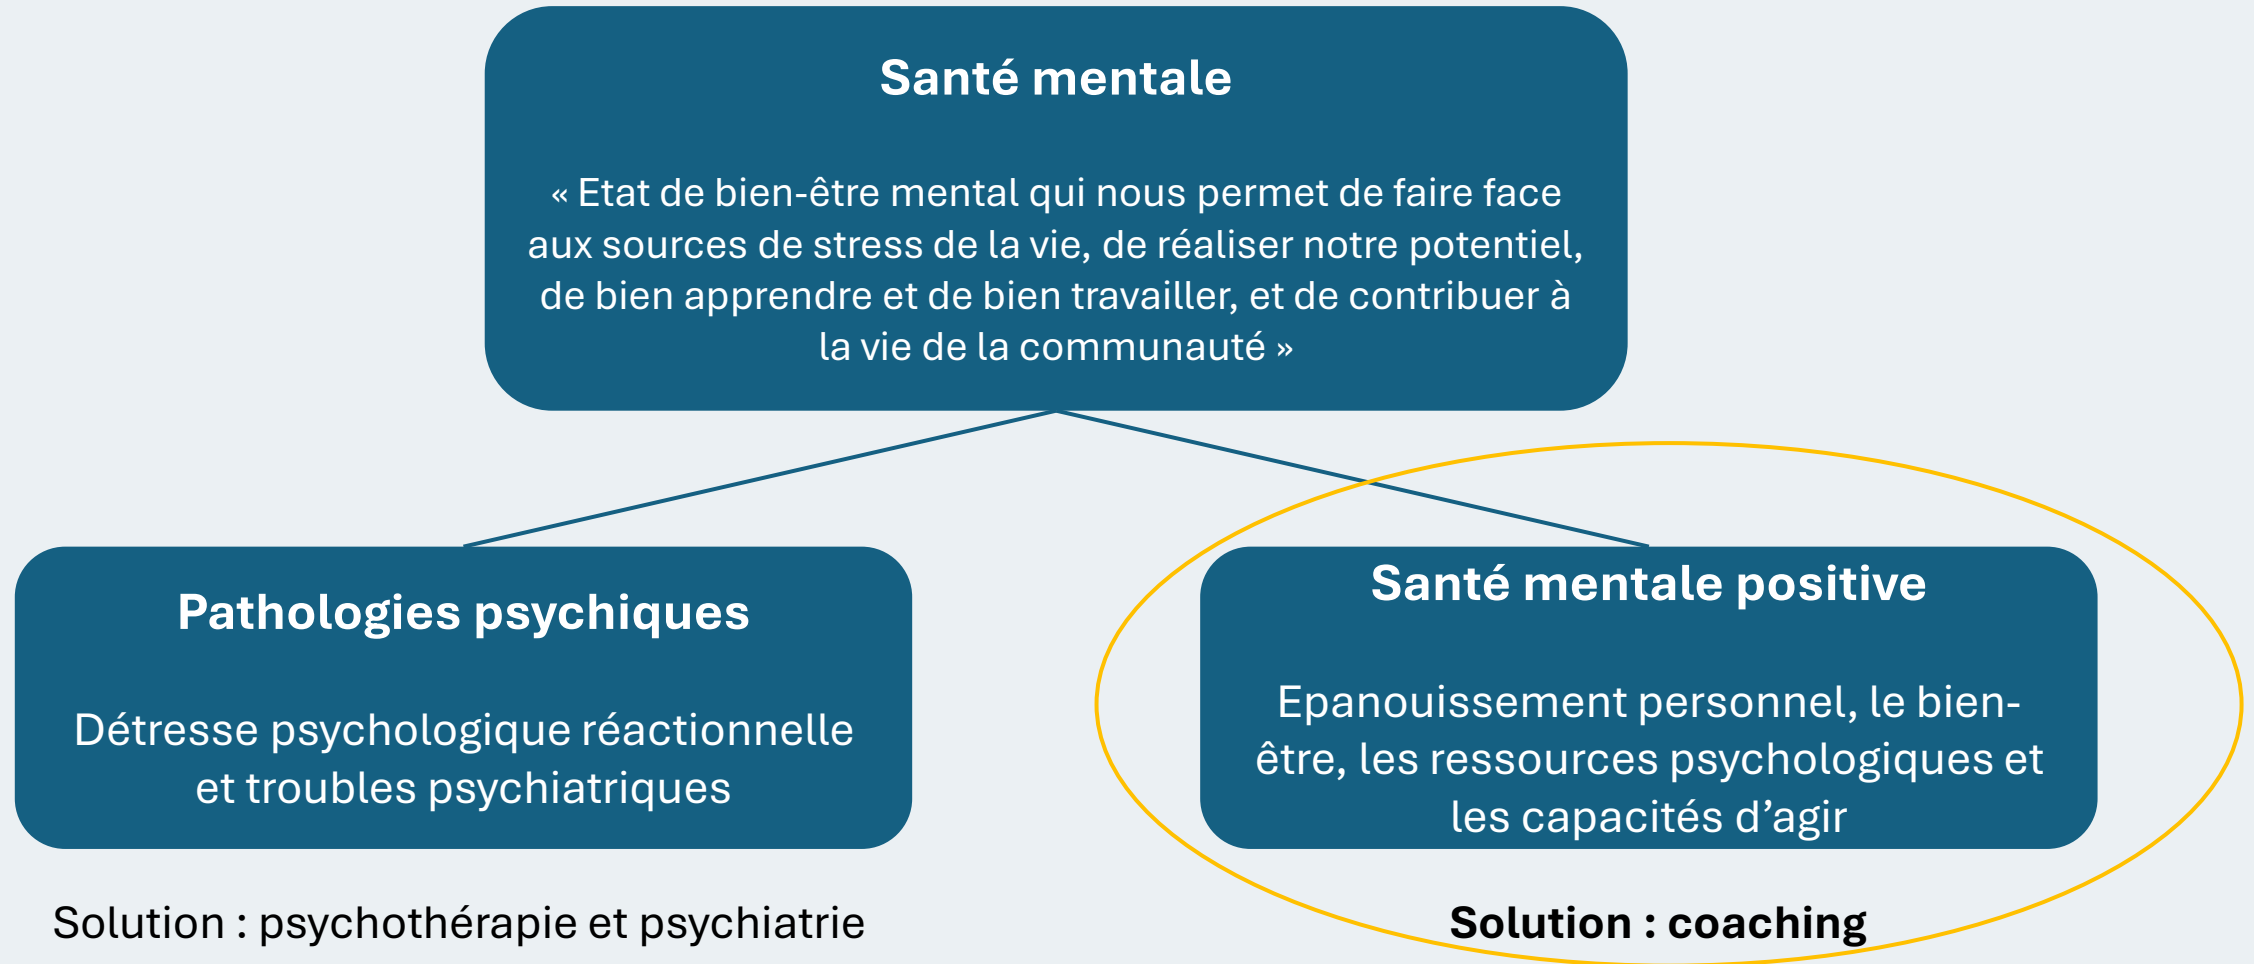 Santé mentale
« Etat de bien-être mental qui nous permet de faire face
aux sources de stress de la vie, de réaliser notre potentiel,
de bien apprendre et de bien travailler, et de contribuer à
la vie de la communauté »
Pathologies psychiques
Détresse psychologique réactionnelle
et troubles psychiatriques
Solution : psychothérapie et psychiatrie
Santé mentale positive
Epanouissement personnel, le bien-
être, les ressources psychologiques et
les capacités d’agir
Solution : coaching